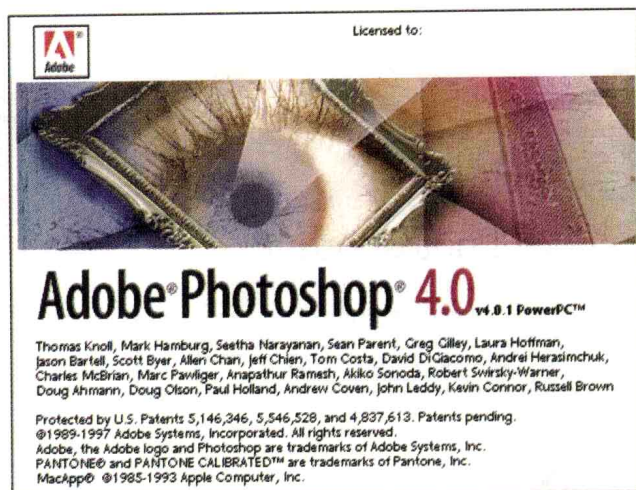 Adobe®
Licensed to:
Adobe® Photoshop® 4.0 v4.0.1 PowerPC™
Thomas Knoll, Mark Hamburg, Seetha Narayanan, Sean Parent, Greg Gilley, Laura Hoffman,
Jason Bartell, Scott Byer, Allen Chan, Jeff Chien, Tom Costa, David DiGiacomo, Andrei Herasimchuk,
Charles McBrian, Marc Pawliger, Anapathur Ramesh, Akiko Sonoda, Robert Swirsky-Warner,
Doug Ahmann, Doug Olson, Paul Holland, Andrew Coven, John Leddy, Kevin Connor, Russell Brown
Protected by U.S. Patents 5,146,346, 5,546,528, and 4,837,613. Patents pending.
©1989-1997 Adobe Systems, Incorporated. All rights reserved.
Adobe, the Adobe logo and Photoshop are trademarks of Adobe Systems, Inc.
PANTONE® and PANTONE CALIBRATED™ are trademarks of Pantone, Inc.
MacApp® ©1985-1993 Apple Computer, Inc.